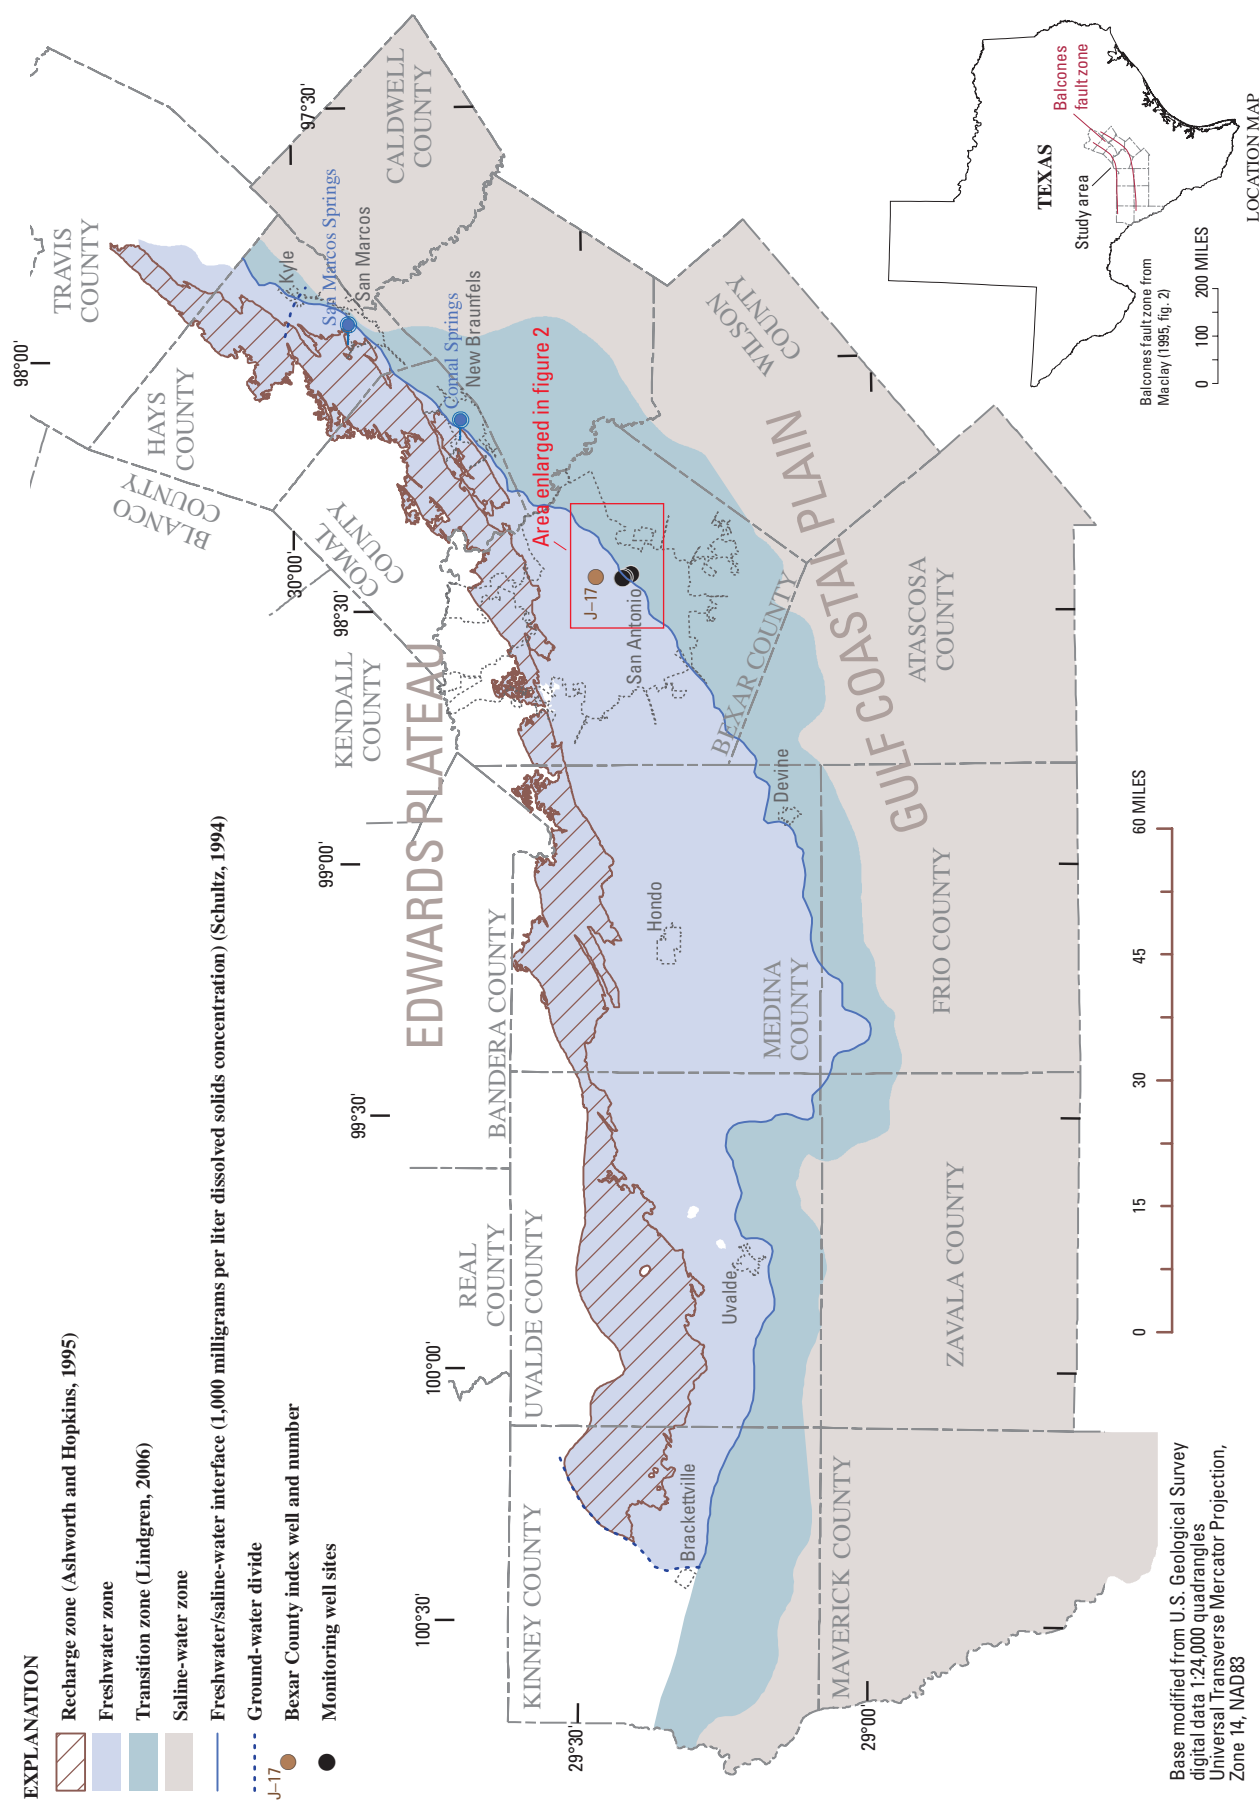 EXPLANATION
Recharge zone (Ashworth and Hopkins, 1995)
Freshwater zone
Transition zone (Lindgren, 2006)
Saline-water zone
Freshwater/saline-water interface (1,000 milligrams per liter dissolved solids concentration) (Schultz, 1994)
Ground-water divide
J–17
Bexar County index well and number
Monitoring well sites
100°30'
100°00'
99°30'
99°00'
98°30'
98°00'
97°30'
30°00'
29°30'
29°00'
EDWARDS PLATEAU
GULF COASTAL PLAIN
KINNEY COUNTY
UVALDE COUNTY
REAL
COUNTY
BANDERA COUNTY
KENDALL
COUNTY
COMAL
COUNTY
BLANCO
COUNTY
HAYS
COUNTY
TRAVIS
COUNTY
CALDWELL
COUNTY
MAVERICK COUNTY
ZAVALA COUNTY
MEDINA
COUNTY
FRIO COUNTY
BEXAR COUNTY
ATASCOSA
COUNTY
WILSON
COUNTY
Brackettville
Uvalde
Hondo
Devine
San Antonio
J–17
Area enlarged in figure 2
Comal Springs
New Braunfels
San Marcos Springs
San Marcos
Kyle
Base modified from U.S. Geological Survey
digital data 1:24,000 quadrangles
Universal Transverse Mercator Projection,
Zone 14, NAD83
0 15 30 45 60 MILES
TEXAS
Study area
Balcones
fault zone
Balcones fault zone from
Maclay (1995, fig. 2)
0 100 200 MILES
LOCATION MAP